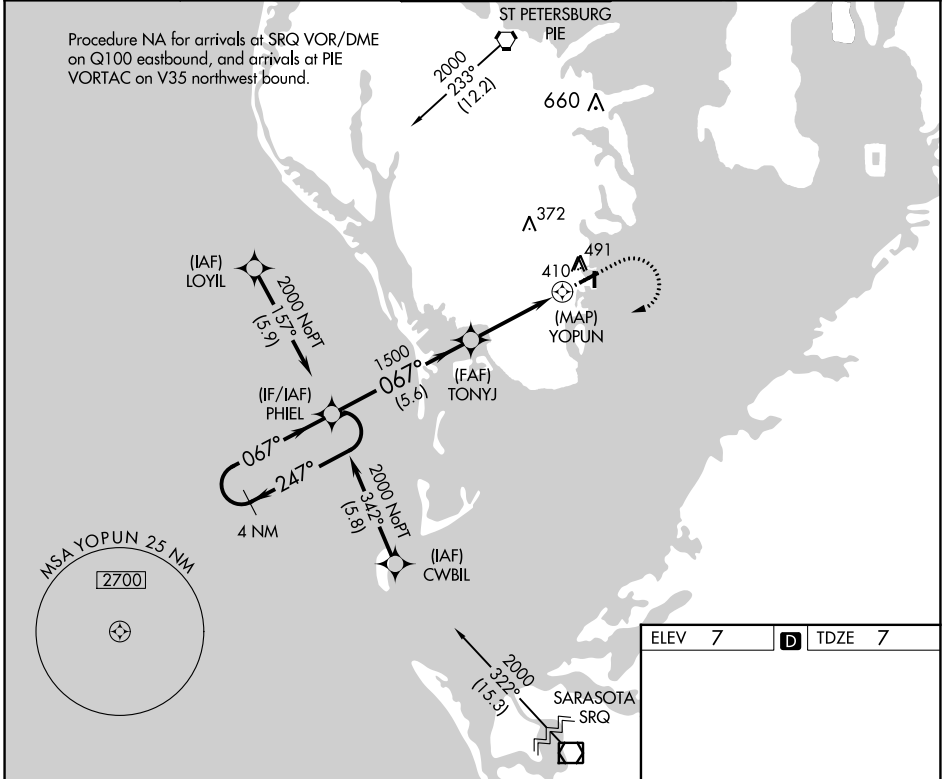 ST PETERSBURG
PIE
Procedure NA for arrivals at SRQ VOR/DME
on Q100 eastbound, and arrivals at PIE
VORTAC on V35 northwest bound.
2000
233°
(12.2)
660
372
491
410
(IAF)
LOYIL
2000 NoPT
157°
(5.9)
(MAP)
YOPUN
1500
067°
(5.6)
(FAF)
TONYJ
(IF/IAF)
PHIEL
067°
247°
4 NM
2000 NoPT
342°
(5.8)
(IAF)
CWBIL
MSA YOPUN 25 NM
2700
2000
322°
(15.3)
SARASOTA
SRQ
ELEV 7 D TDZE 7